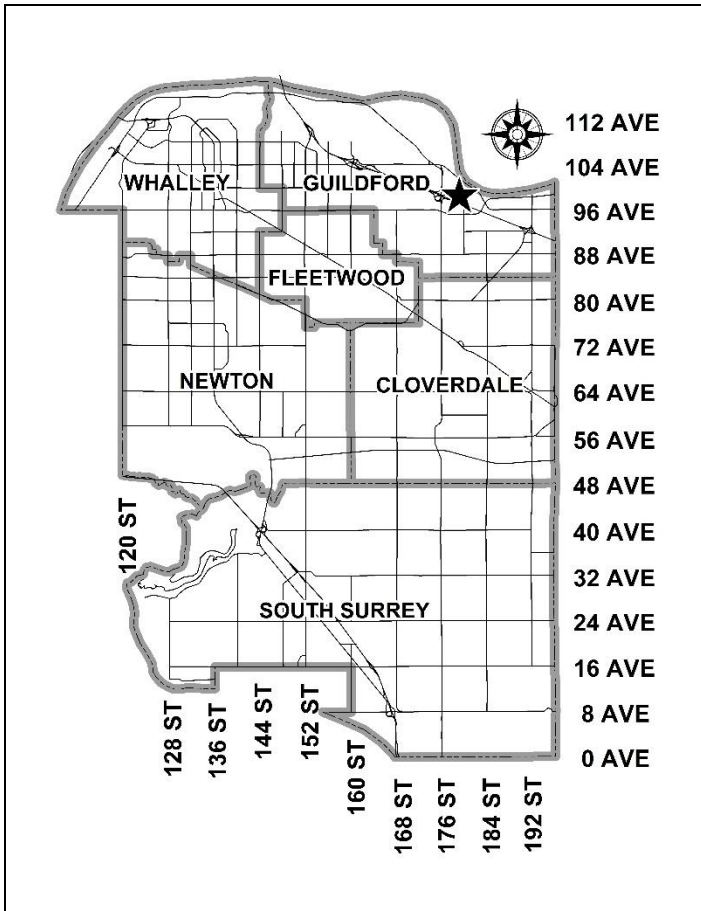 112 AVE
104 AVE
WHALLEY
GUILDFORD
96 AVE
88 AVE
FLEETWOOD
80 AVE
72 AVE
NEWTON
CLOVERDALE
64 AVE
56 AVE
48 AVE
120 ST
40 AVE
32 AVE
SOUTH SURREY
24 AVE
16 AVE
8 AVE
0 AVE
128 ST
136 ST
144 ST
152 ST
160 ST
168 ST
176 ST
184 ST
192 ST